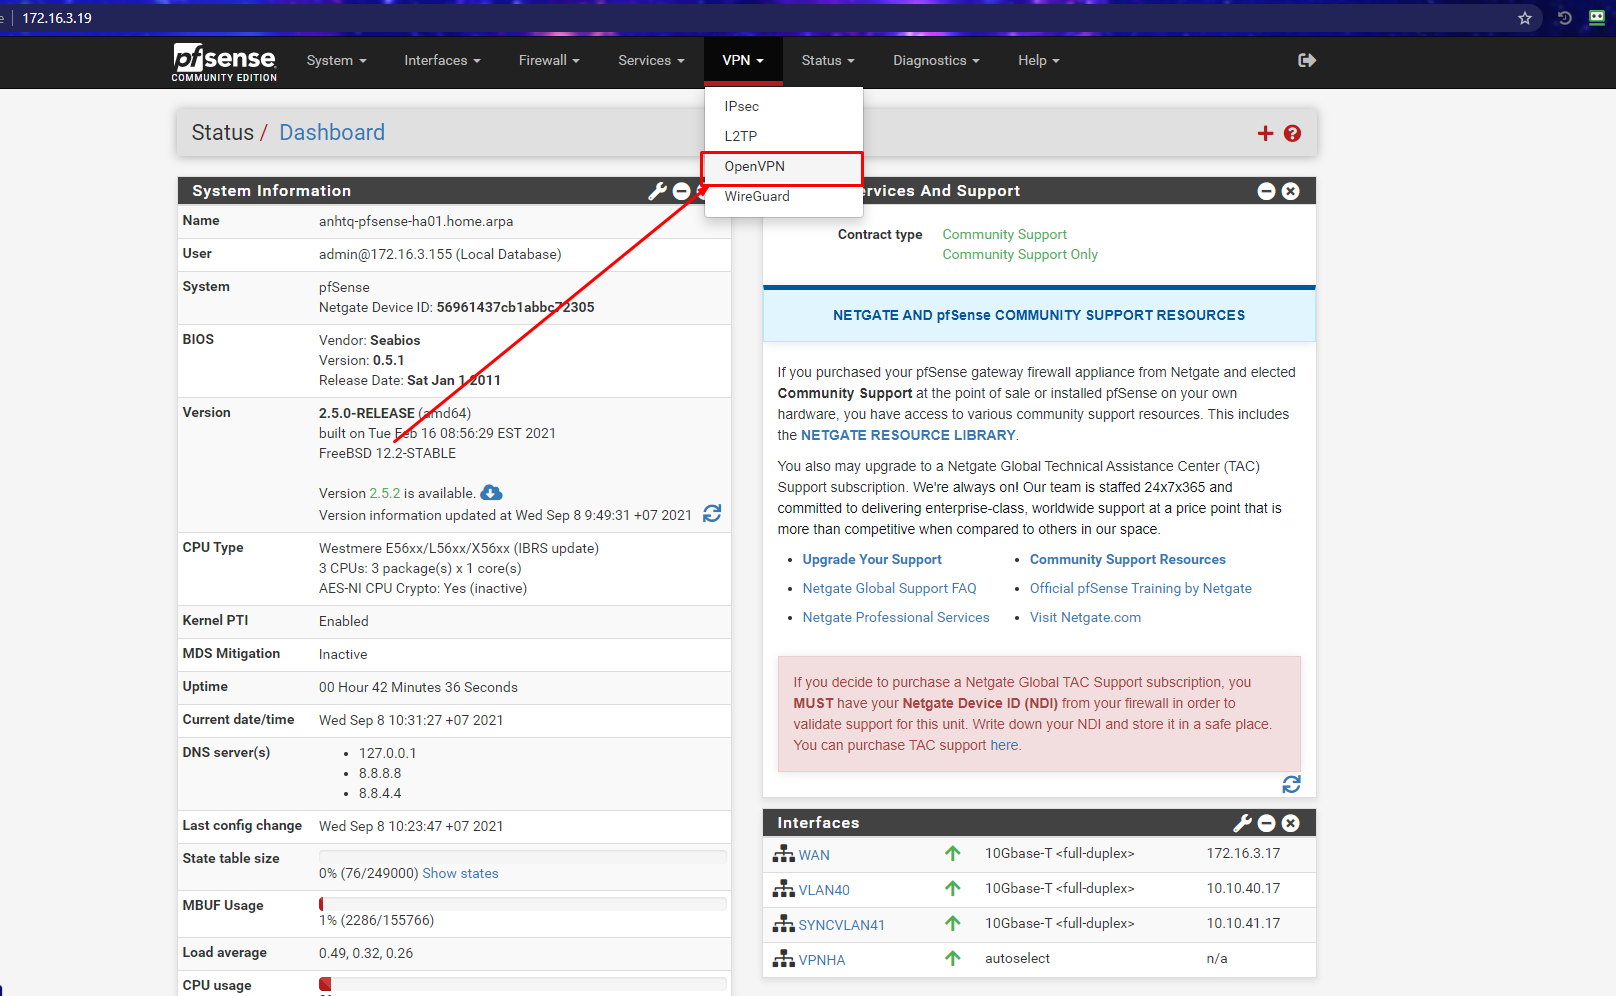 172.16.3.19
pfsense
COMMUNITY EDITION
System
Interfaces
Firewall
Services
VPN
Status
Diagnostics
Help
IPsec
L2TP
OpenVPN
WireGuard
Status / Dashboard
System Information
Name anhtq-pfsense-ha01.home.arpa
User admin@172.16.3.155 (Local Database)
System pfSense
Netgate Device ID: 56961437cb1abbc72305
BIOS Vendor: Seabios
Version: 0.5.1
Release Date: Sat Jan 1 2011
Version 2.5.0-RELEASE (amd64)
built on Tue Feb 16 08:56:29 EST 2021
FreeBSD 12.2-STABLE
Version 2.5.2 is available.
Version information updated at Wed Sep 8 9:49:31 +07 2021
CPU Type Westmere E56xx/L56xx/X56xx (IBRS update)
3 CPUs: 3 package(s) x 1 core(s)
AES-NI CPU Crypto: Yes (inactive)
Kernel PTI Enabled
MDS Mitigation Inactive
Uptime 00 Hour 42 Minutes 36 Seconds
Current date/time Wed Sep 8 10:31:27 +07 2021
DNS server(s) • 127.0.0.1
• 8.8.8.8
• 8.8.4.4
Last config change Wed Sep 8 10:23:47 +07 2021
State table size
0% (76/249000) Show states
MBUF Usage
1% (2286/155766)
Load average 0.49, 0.32, 0.26
CPU usage
ervices And Support
Contract type Community Support
Community Support Only
NETGATE AND pfSense COMMUNITY SUPPORT RESOURCES
If you purchased your pfSense gateway firewall appliance from Netgate and elected
Community Support at the point of sale or installed pfSense on your own
hardware, you have access to various community support resources. This includes
the NETGATE RESOURCE LIBRARY.
You also may upgrade to a Netgate Global Technical Assistance Center (TAC)
Support subscription. We're always on! Our team is staffed 24x7x365 and
committed to delivering enterprise-class, worldwide support at a price point that is
more than competitive when compared to others in our space.
• Upgrade Your Support
• Community Support Resources
• Netgate Global Support FAQ
• Official pfSense Training by Netgate
• Netgate Professional Services
• Visit Netgate.com
If you decide to purchase a Netgate Global TAC Support subscription, you
MUST have your Netgate Device ID (NDI) from your firewall in order to
validate support for this unit. Write down your NDI and store it in a safe place.
You can purchase TAC support here.
Interfaces
WAN 10Gbase-T <full-duplex> 172.16.3.17
VLAN40 10Gbase-T <full-duplex> 10.10.40.17
SYNCVLAN41 10Gbase-T <full-duplex> 10.10.41.17
VPNHA autoselect n/a